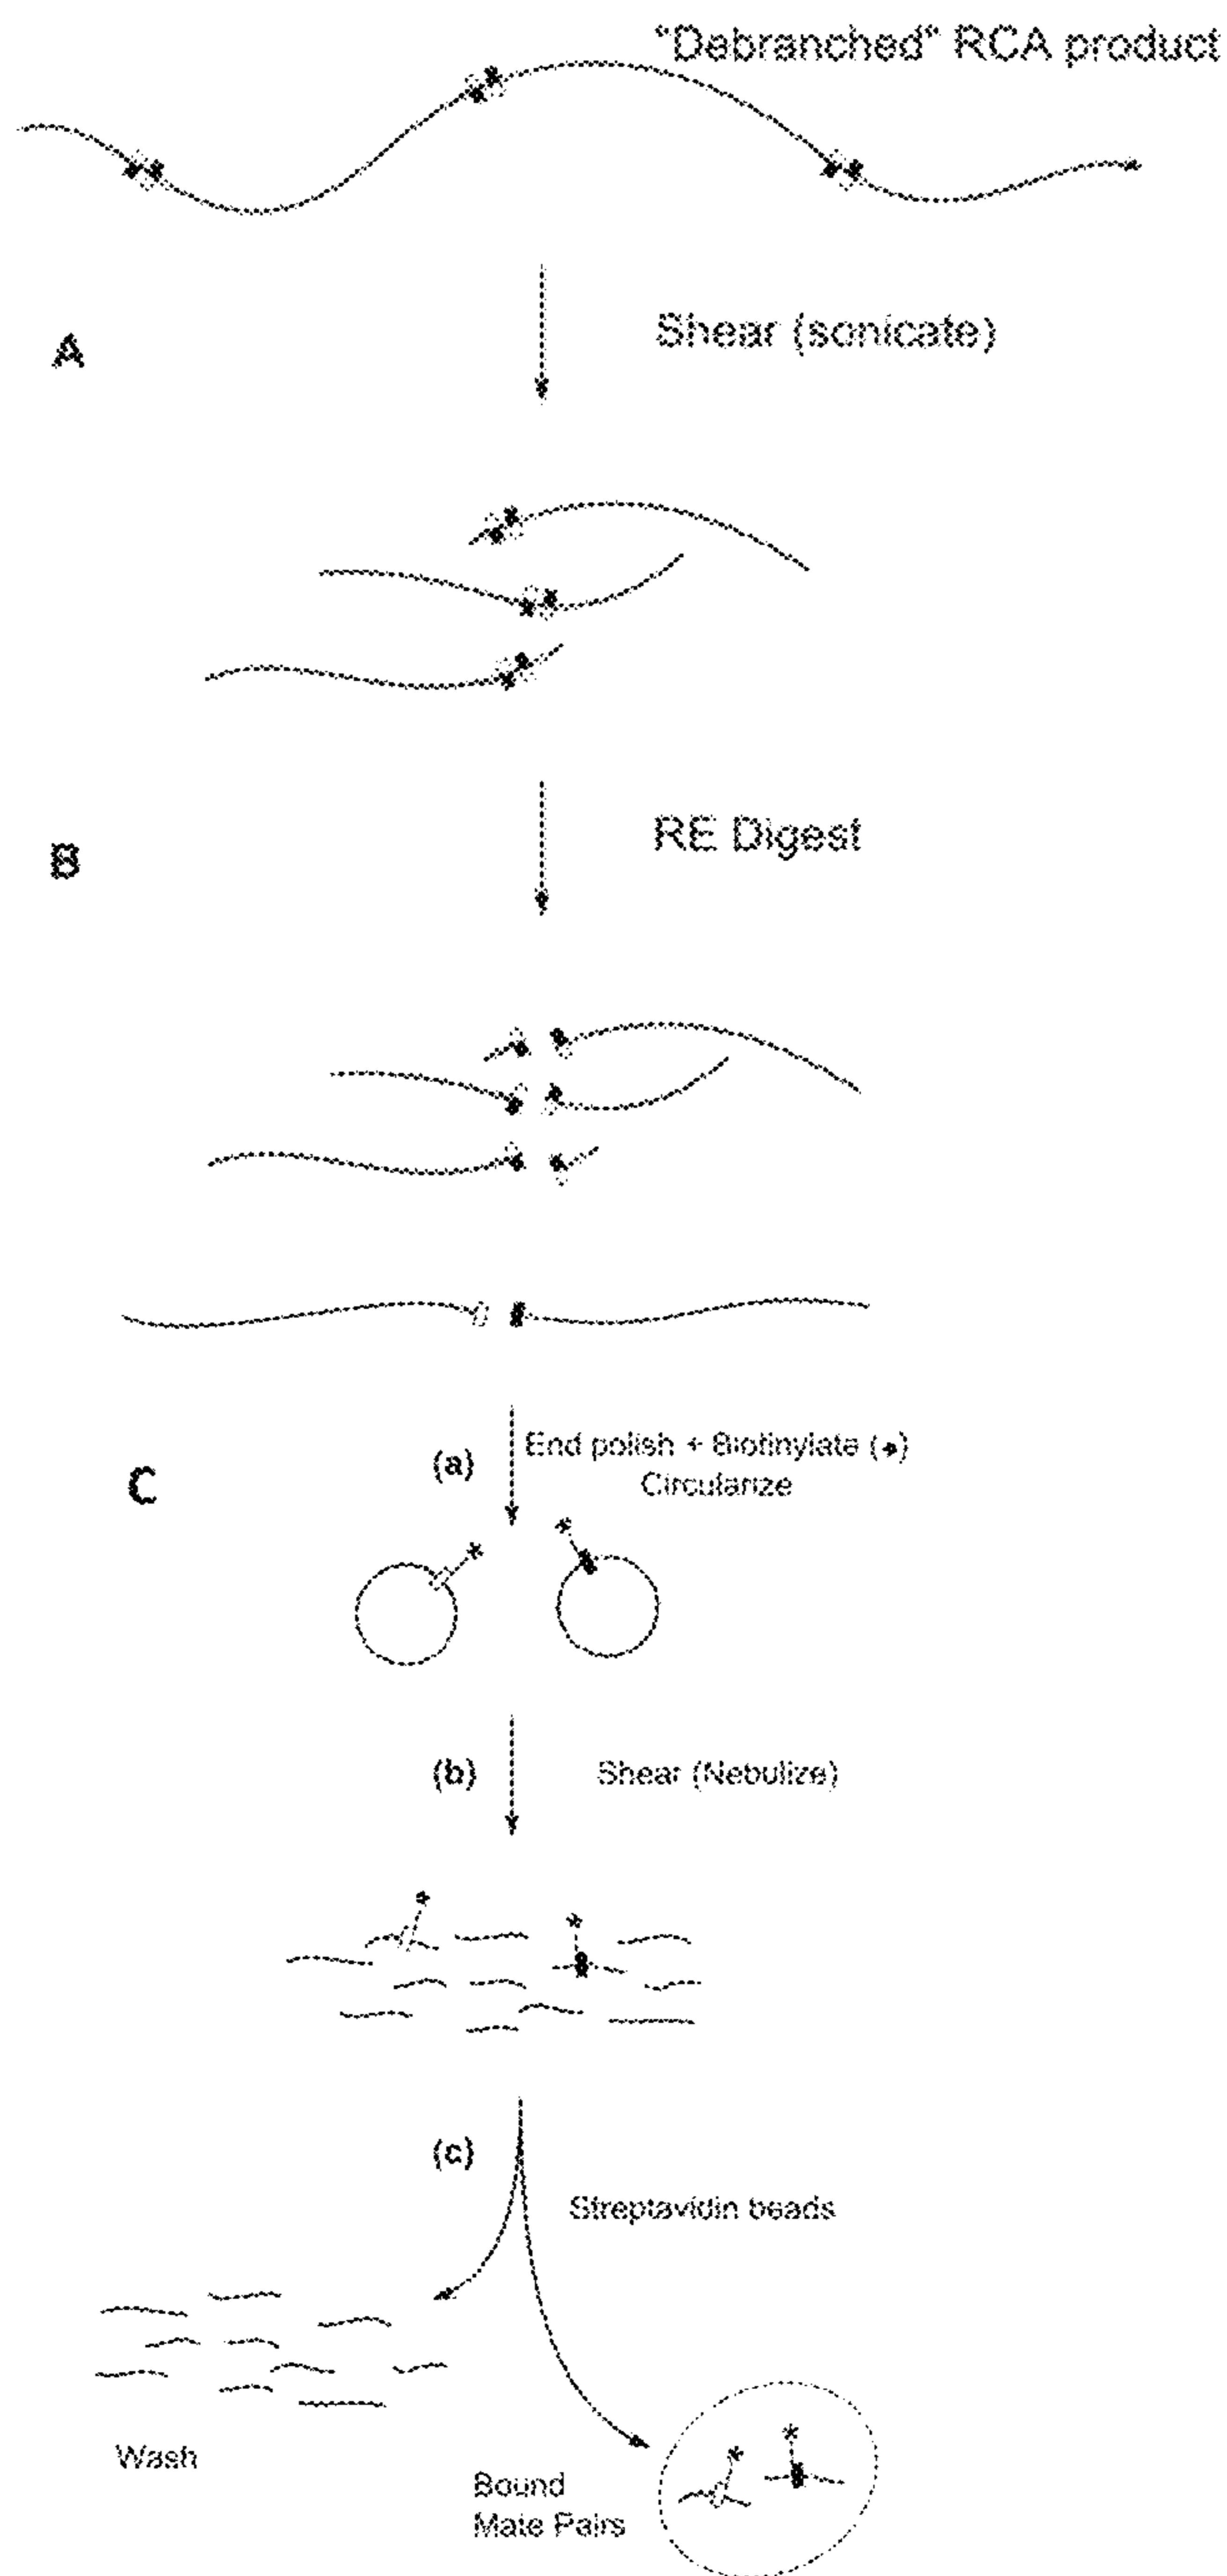 "Debranched" RCA product
A
Shear (sonicate)
B
RE Digest
C
(a)
End polish + Biotinylate (*)
Circularize
(b)
Shear (Nebulize)
(c)
Streptavidin beads
Wash
Bound
Mate Pairs